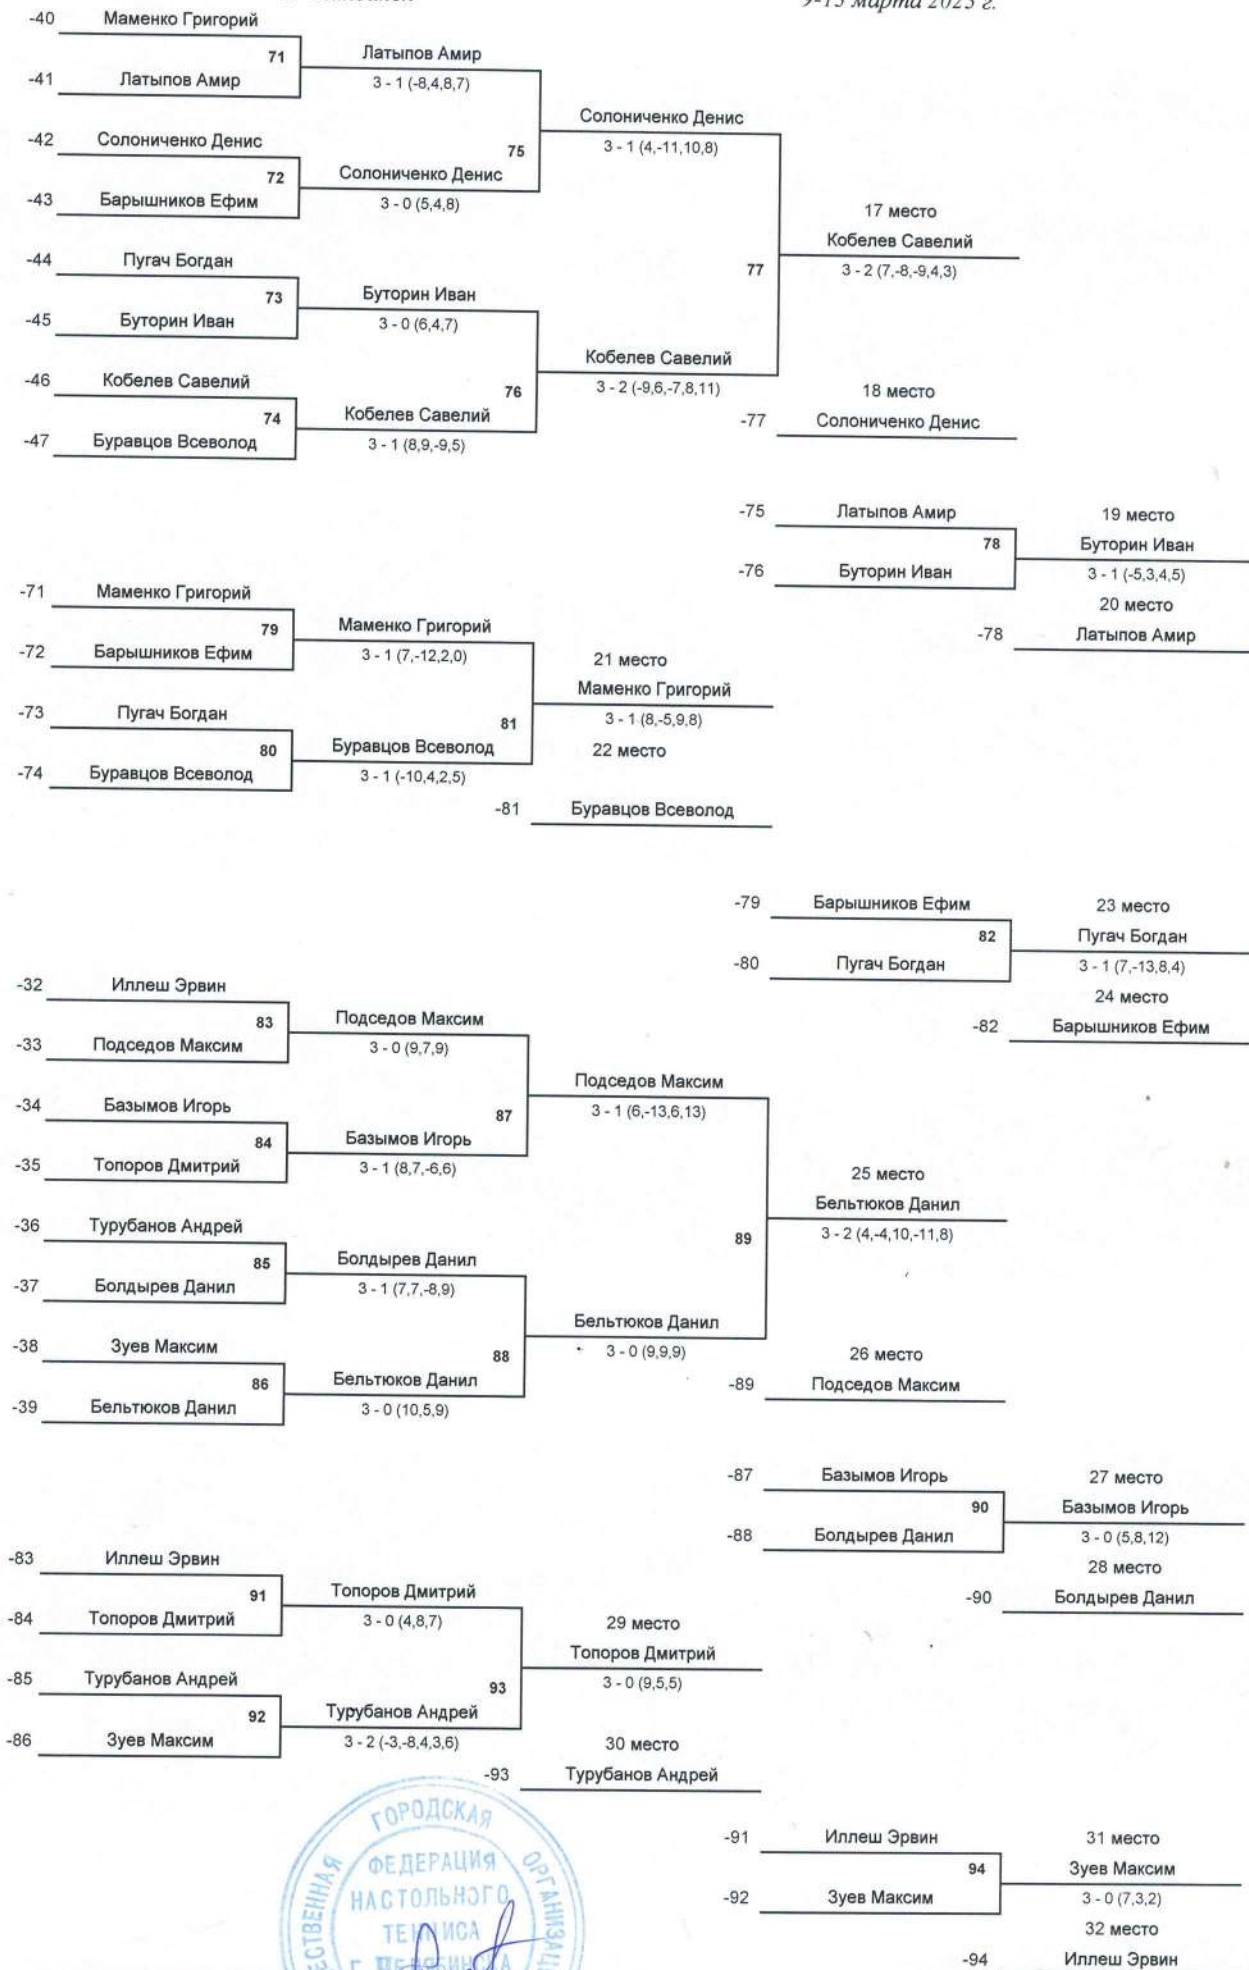 9-13 марта 2023 г.
-40 Маменко Григорий
71 Латыпов Амир
-41 Латыпов Амир 3 - 1 (-8,4,8,7)
Солониченко Денис
-42 Солониченко Денис 75 3 - 1 (4,-11,10,8)
72 Солониченко Денис
-43 Барышников Ефим 3 - 0 (5,4,8)
17 место
-44 Пугач Богдан Кобелев Савелий
77 3 - 2 (7,-8,-9,4,3)
73 Буторин Иван
-45 Буторин Иван 3 - 0 (6,4,7)
Кобелев Савелий
-46 Кобелев Савелий 76 3 - 2 (-9,6,-7,8,11)
18 место
74 Кобелев Савелий -77 Солониченко Денис
-47 Буравцов Всеволод 3 - 1 (8,9,-9,5)
-75 Латыпов Амир 19 место
78 Буторин Иван
-76 Буторин Иван 3 - 1 (-5,3,4,5)
-71 Маменко Григорий 20 место
79 Маменко Григорий -78 Латыпов Амир
-72 Барышников Ефим 3 - 1 (7,-12,2,0) 21 место
Маменко Григорий
-73 Пугач Богдан 81 3 - 1 (8,-5,9,8)
80 Буравцов Всеволод 22 место
-74 Буравцов Всеволод 3 - 1 (-10,4,2,5)
-81 Буравцов Всеволод
-79 Барышников Ефим 23 место
82 Пугач Богдан
-80 Пугач Богдан 3 - 1 (7,-13,8,4)
-32 Иллеш Эрвин 24 место
83 Подседов Максим -82 Барышников Ефим
-33 Подседов Максим 3 - 0 (9,7,9)
Подседов Максим
-34 Базымов Игорь 87 3 - 1 (6,-13,6,13)
84 Базымов Игорь
-35 Топоров Дмитрий 3 - 1 (8,7,-6,6)
25 место
-36 Турубанов Андрей Бельтюков Данил
89 3 - 2 (4,-4,10,-11,8)
85 Болдырев Данил
-37 Болдырев Данил 3 - 1 (7,7,-8,9)
Бельтюков Данил
-38 Зуев Максим 88 3 - 0 (9,9,9) 26 место
86 Бельтюков Данил -89 Подседов Максим
-39 Бельтюков Данил 3 - 0 (10,5,9)
-87 Базымов Игорь 27 место
90 Базымов Игорь
-88 Болдырев Данил 3 - 0 (5,8,12)
-83 Иллеш Эрвин 28 место
91 Топоров Дмитрий -90 Болдырев Данил
-84 Топоров Дмитрий 3 - 0 (4,8,7) 29 место
Топоров Дмитрий
-85 Турубанов Андрей 93 3 - 0 (9,5,5)
92 Турубанов Андрей
-86 Зуев Максим 3 - 2 (-3,-8,4,3,6) 30 место
-93 Турубанов Андрей
-91 Иллеш Эрвин 31 место
94 Зуев Максим
-92 Зуев Максим 3 - 0 (7,3,2)
32 место
-94 Иллеш Эрвин
ГОРОДСКАЯ
ФЕДЕРАЦИЯ
НАСТОЛЬНОГО
ТЕННИСА
Г. ЧЕЛЯБИНСКА